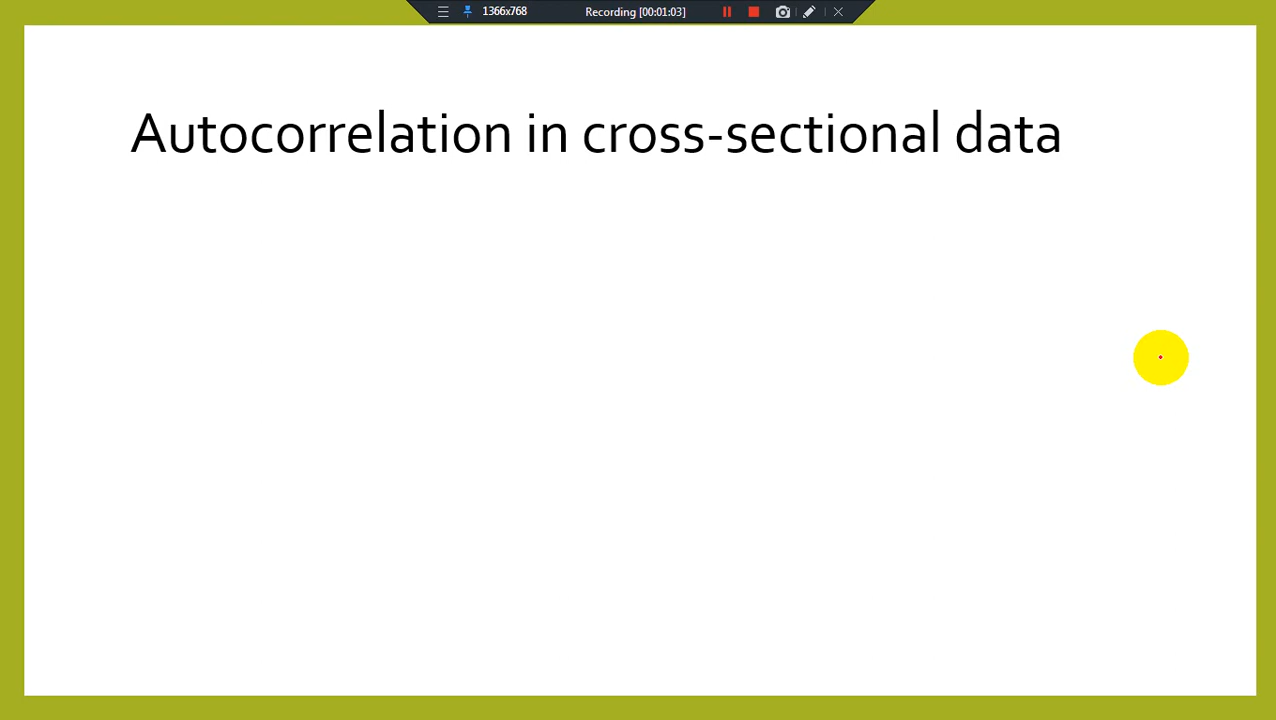 1366x768 Recording [00:01:03]
Autocorrelation in cross-sectional data